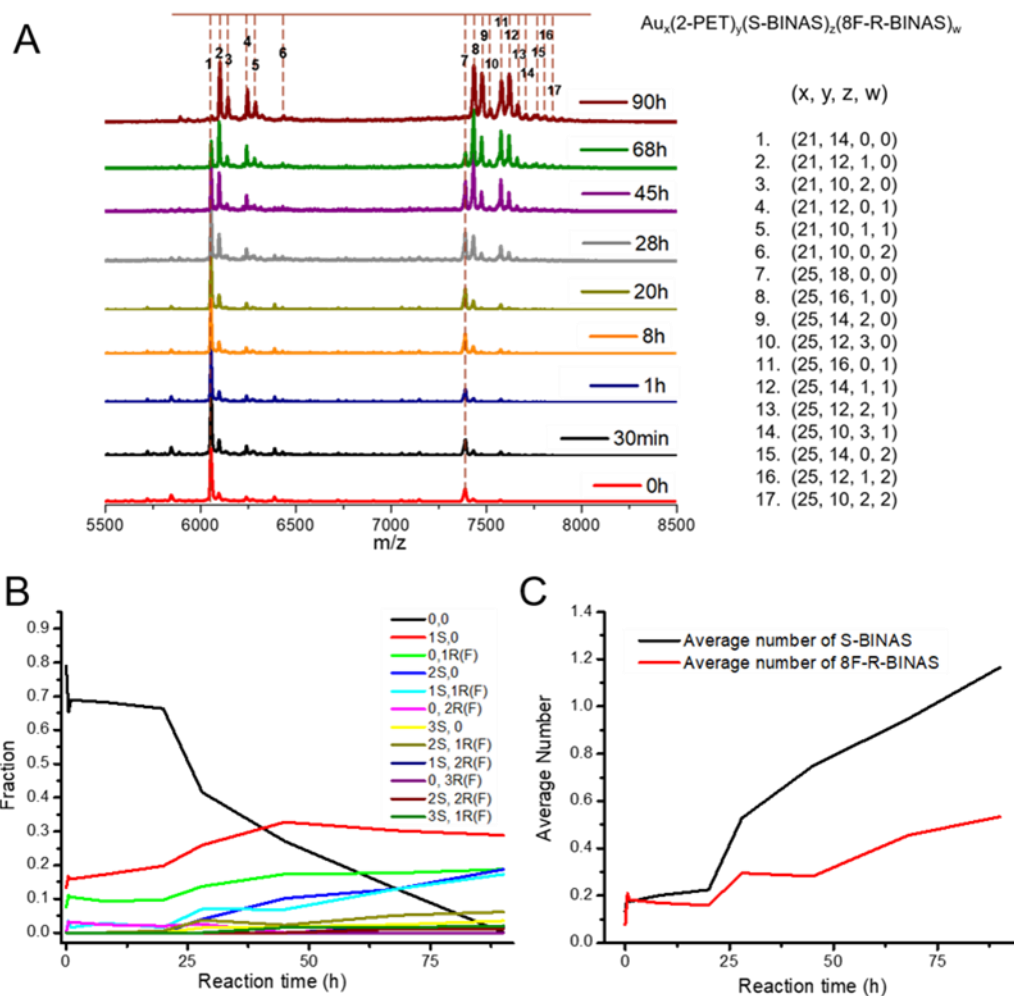 A
Auₓ(2-PET)ᵧ(S-BINAS)z(8F-R-BINAS)w
1 2 3 4 5 6 7 8 9 10 11 12 13 14 15 16 17
90h
68h
45h
28h
20h
8h
1h
30min
0h
5500 6000 6500 7000 7500 8000 8500
m/z
(x, y, z, w)
1. (21, 14, 0, 0)
2. (21, 12, 1, 0)
3. (21, 10, 2, 0)
4. (21, 12, 0, 1)
5. (21, 10, 1, 1)
6. (21, 10, 0, 2)
7. (25, 18, 0, 0)
8. (25, 16, 1, 0)
9. (25, 14, 2, 0)
10. (25, 12, 3, 0)
11. (25, 16, 0, 1)
12. (25, 14, 1, 1)
13. (25, 12, 2, 1)
14. (25, 10, 3, 1)
15. (25, 14, 0, 2)
16. (25, 12, 1, 2)
17. (25, 10, 2, 2)
B
Fraction
0.9
0.8
0.7
0.6
0.5
0.4
0.3
0.2
0.1
0.0
0,0
1S,0
0,1R(F)
2S,0
1S,1R(F)
0, 2R(F)
3S, 0
2S, 1R(F)
1S, 2R(F)
0, 3R(F)
2S, 2R(F)
3S, 1R(F)
0 25 50 75
Reaction time (h)
C
Average Number
1.4
1.2
1.0
0.8
0.6
0.4
0.2
0.0
Average number of S-BINAS
Average number of 8F-R-BINAS
0 25 50 75
Reaction time (h)